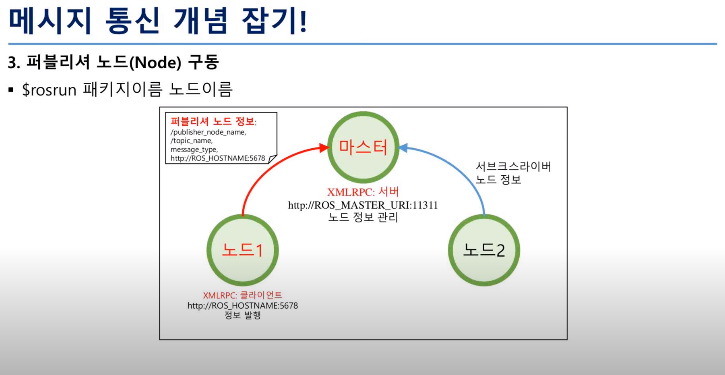 메시지 통신 개념 잡기!
3. 퍼블리셔 노드(Node) 구동
▪ $rosrun 패키지이름 노드이름
퍼블리셔 노드 정보:
/publisher_node_name,
/topic_name,
message_type,
http://ROS_HOSTNAME:5678
마스터
서브크스라이버
노드 정보
XMLRPC: 서버
http://ROS_MASTER_URI:11311
노드 정보 관리
노드1
노드2
XMLRPC: 클라이언트
http://ROS_HOSTNAME:5678
정보 발행